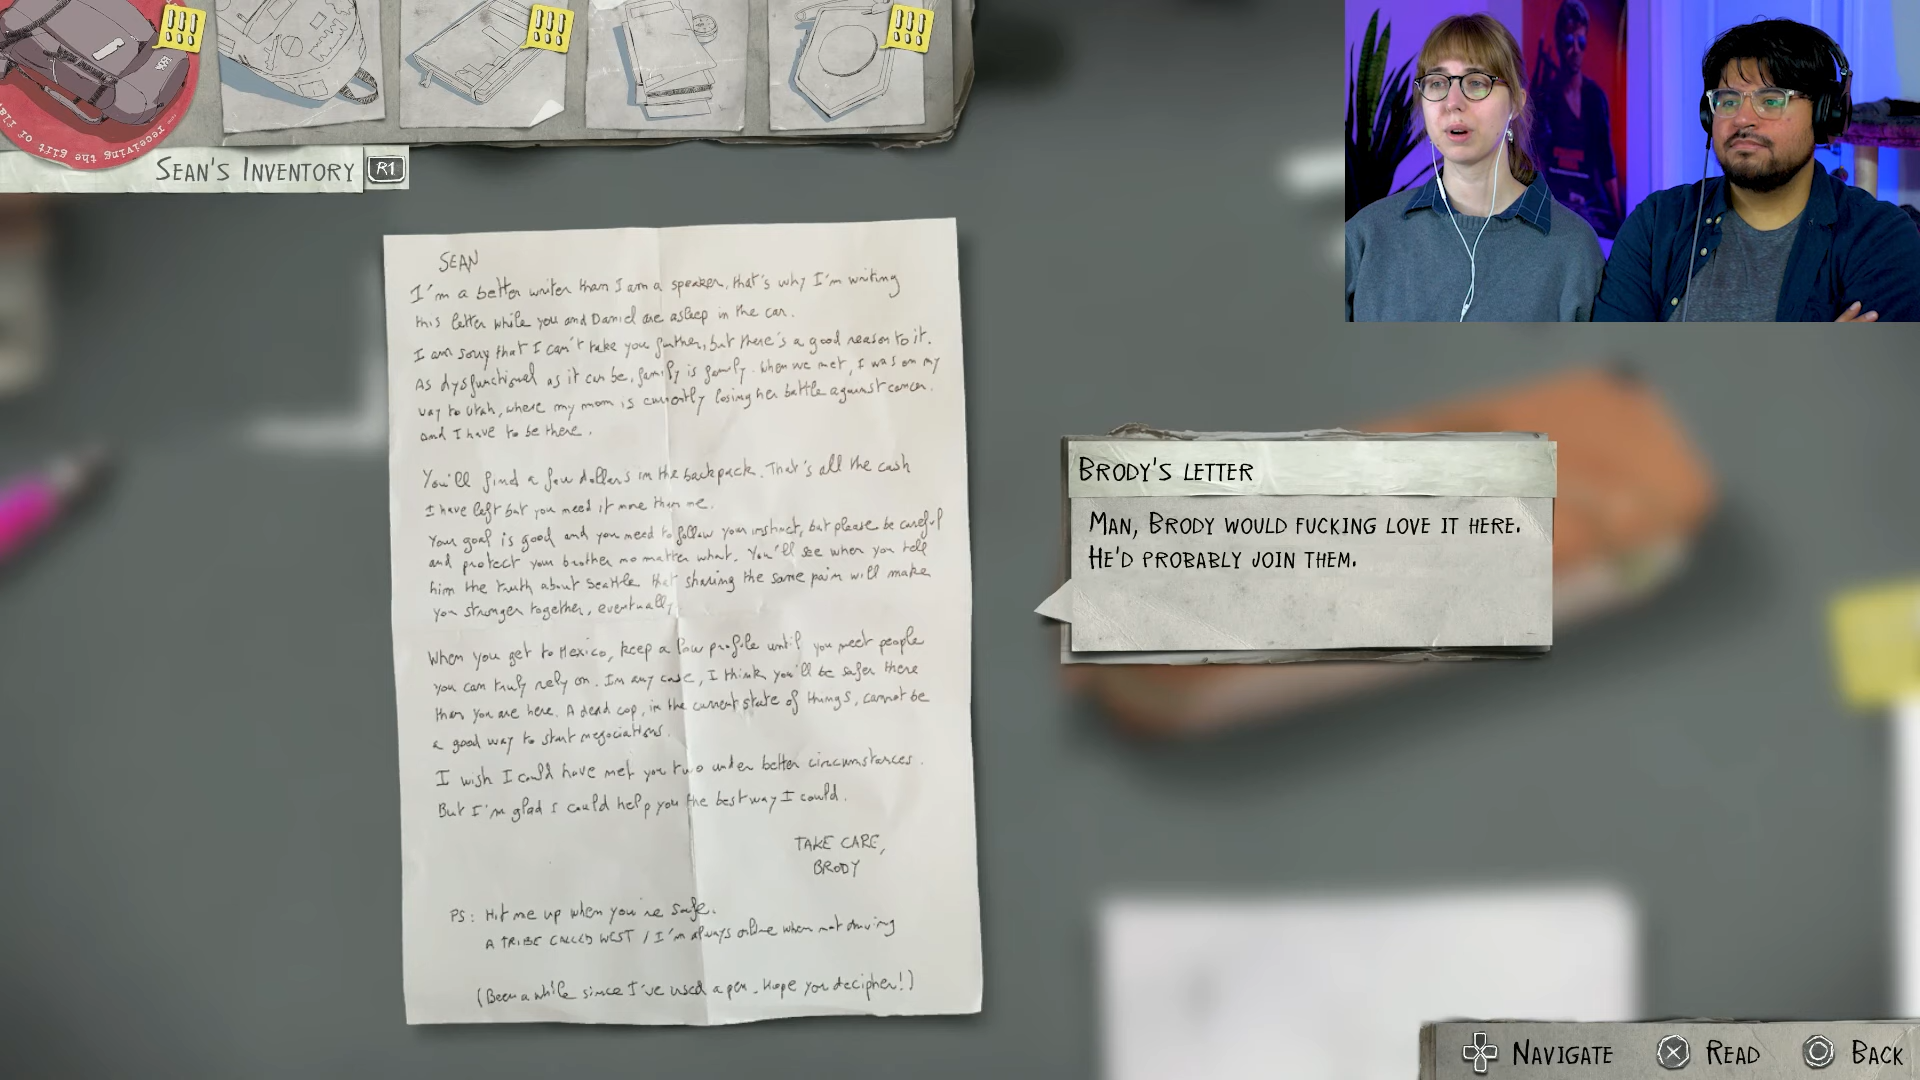 receiving the gift of flav
SEAN'S INVENTORY R1
SEAN
I'm a better writer than I am a speaker, that's why I'm writing
this letter while you and Daniel are asleep in the car.
I am sorry that I can't take you further, but there's a good reason to it.
As dysfunctional as it can be, family is family. When we met, I was on my
way to Utah, where my mom is currently losing her battle against cancer.
and I have to be there.
You'll find a few dollars in the backpack. That's all the cash
I have left but you need it more than me.
Your goal is good and you need to follow your instinct, but please be careful
and protect your brother no matter what. You'll see when you tell
him the truth about Seattle that sharing the same pain will make
you stronger together, eventually.
When you get to Mexico, keep a low profile until you meet people
you can truly rely on. In any case, I think you'll be safer there
than you are here. A dead cop, in the current state of things, cannot be
a good way to start negociations.
I wish I could have met you two under better circumstances.
But I'm glad I could help you the best way I could.
TAKE CARE,
BRODY
PS: Hit me up when you're safe.
A TRIBE CALLED WEST / I'm always online when not driving
(Been a while since I've used a pen. Hope you decipher!)
BRODY'S LETTER
MAN, BRODY WOULD FUCKING LOVE IT HERE.
HE'D PROBABLY JOIN THEM.
NAVIGATE READ BACK